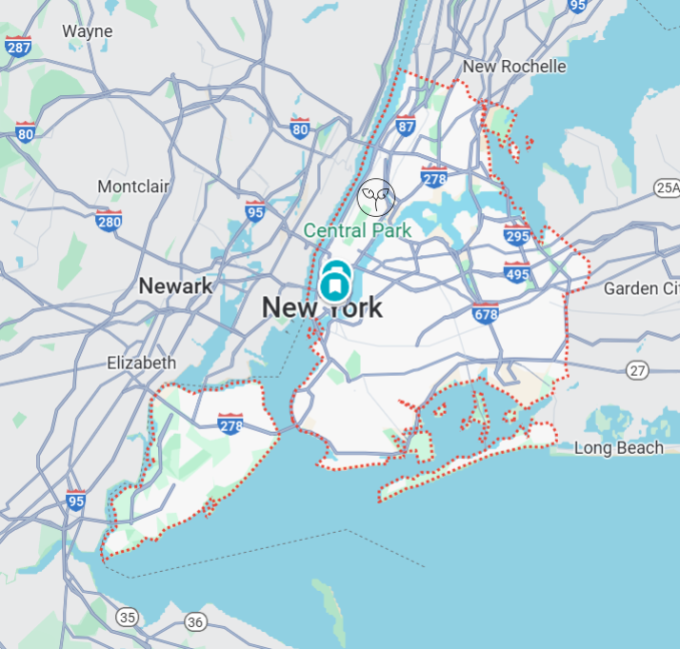 95
Wayne
287
New Rochelle
80
80
87
278
Montclair
25A
95
280
Central Park
295
495
Newark
Garden Cit
New York
678
Elizabeth
27
278
Long Beach
95
35
36